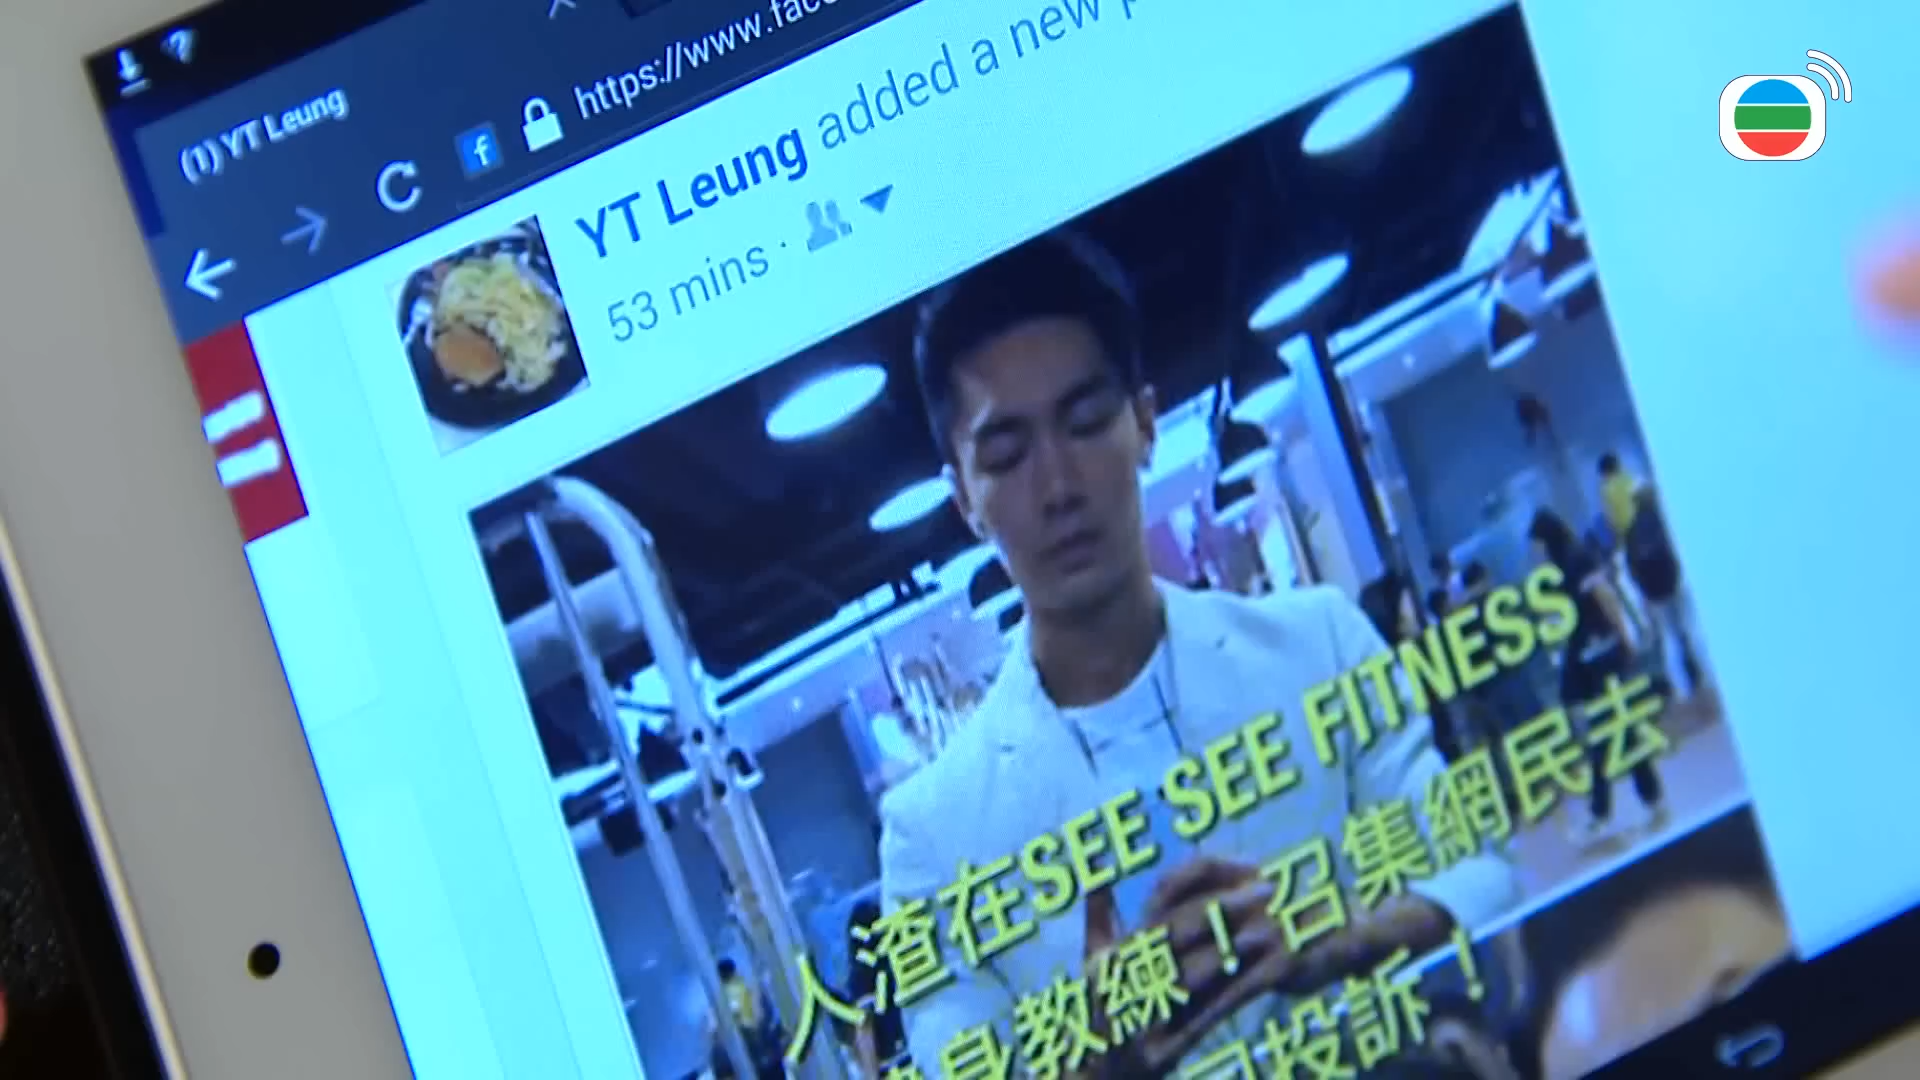 (1) YT Leung
https://www.fac
YT Leung added a new
53 mins ·
人渣在SEE SEE FITNESS
身教練！召集網民去
司投訴！